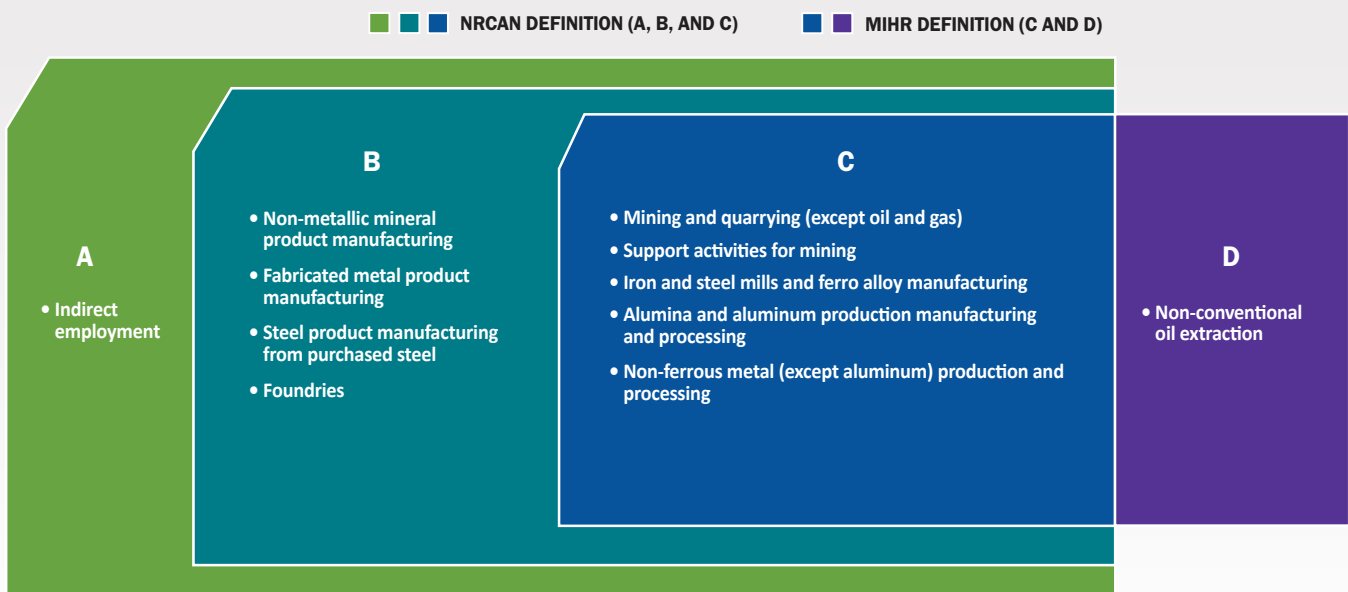 NRCAN DEFINITION (A, B, AND C)
MIHR DEFINITION (C AND D)
A
• Indirect
employment
B
• Non-metallic mineral
product manufacturing
• Fabricated metal product
manufacturing
• Steel product manufacturing
from purchased steel
• Foundries
C
• Mining and quarrying (except oil and gas)
• Support activities for mining
• Iron and steel mills and ferro alloy manufacturing
• Alumina and aluminum production manufacturing
and processing
• Non-ferrous metal (except aluminum) production and
processing
D
• Non-conventional
oil extraction